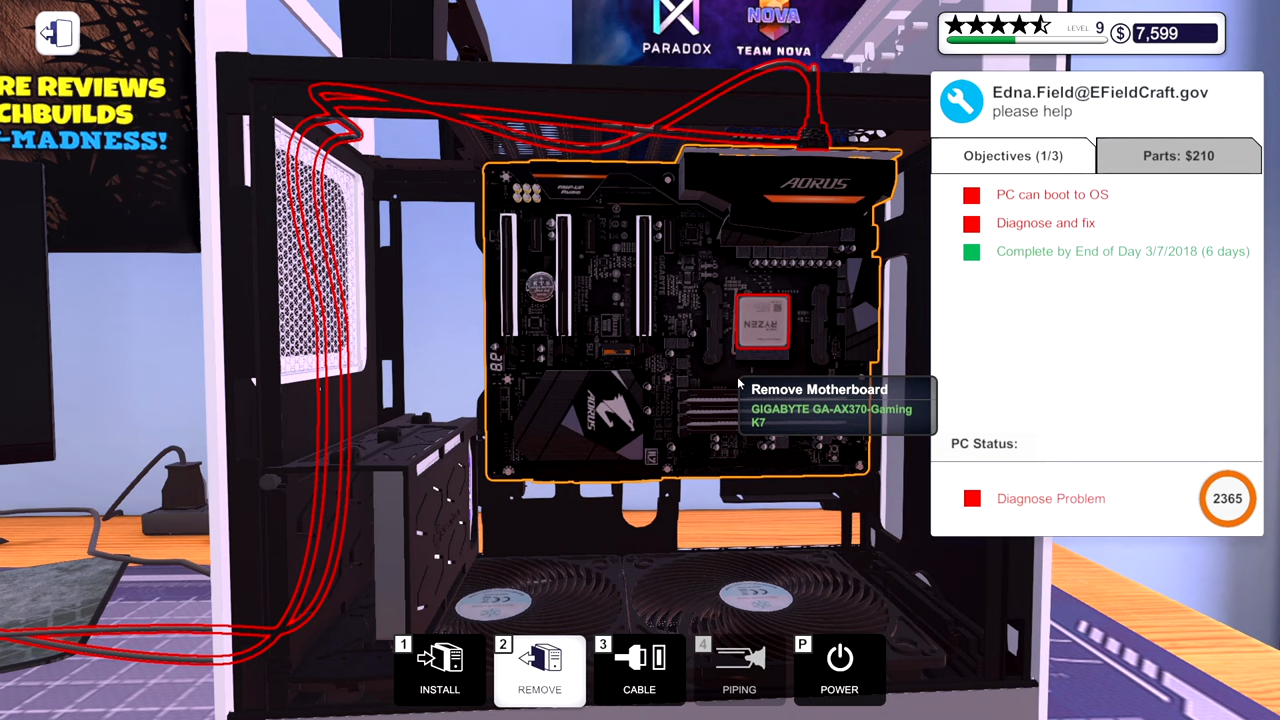 RE REVIEWS
CHBUILDS
-MADNESS!
PARADOX
NOVA
TEAM NOVA
LEVEL 9
$ 7,599
Edna.Field@EFieldCraft.gov
please help
Objectives (1/3)
Parts: $210
PC can boot to OS
Diagnose and fix
Complete by End of Day 3/7/2018 (6 days)
AORUS
GIGABYTE
RYZEN
AORUS
K7
Remove Motherboard
GIGABYTE GA-AX370-Gaming
K7
PC Status:
Diagnose Problem
2365
1
INSTALL
2
REMOVE
3
CABLE
4
PIPING
P
POWER